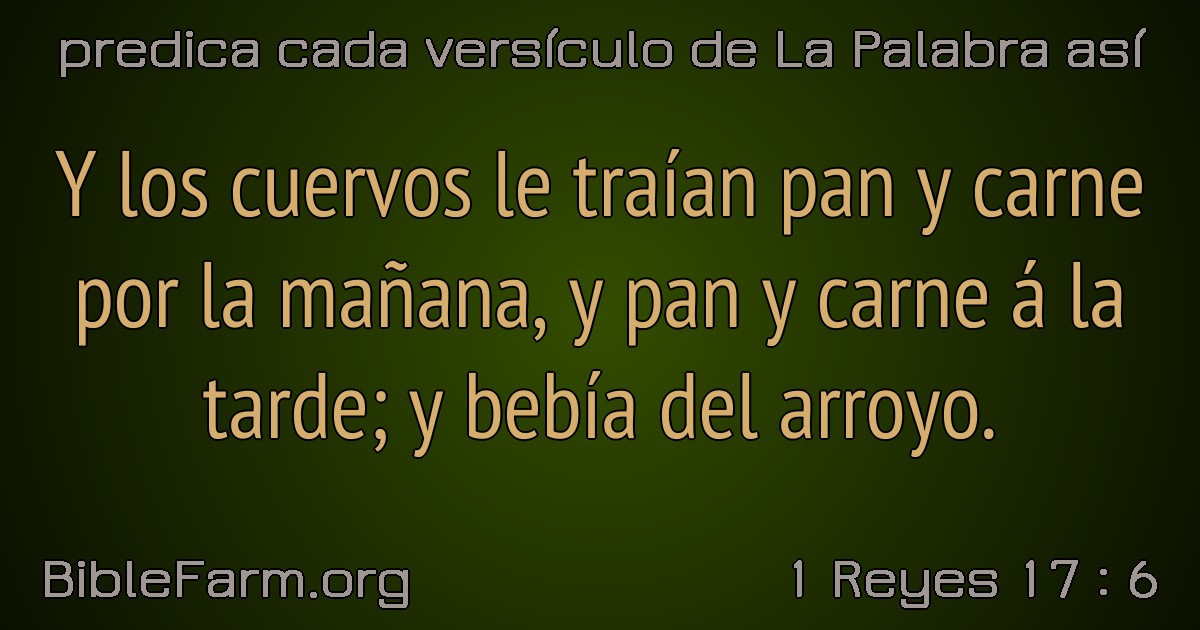 predica cada versículo de La Palabra así
Y los cuervos le traían pan y carne
por la mañana, y pan y carne á la
tarde; y bebía del arroyo.
BibleFarm.org
1 Reyes 17 : 6